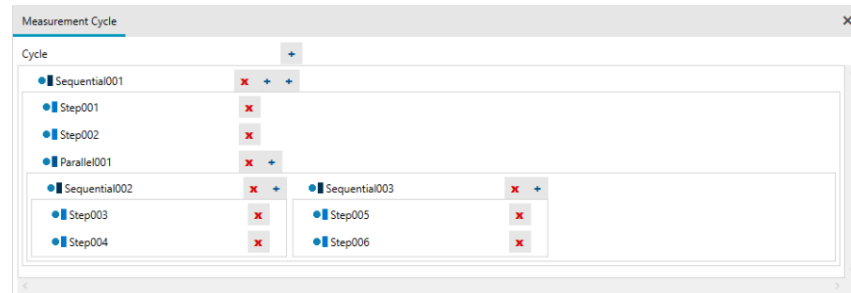 Measurement Cycle
Cycle
Sequential001
Step001
Step002
Parallel001
Sequential002 Sequential003
Step003 Step005
Step004 Step006